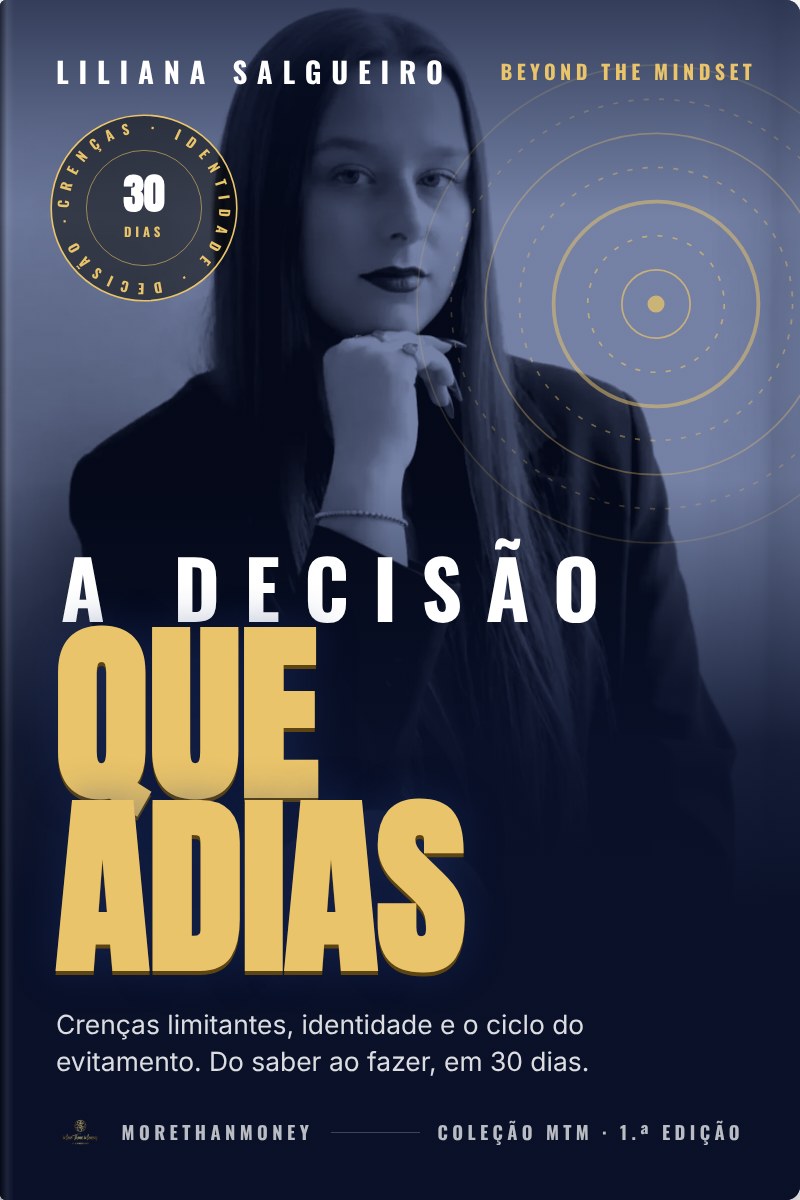 LILIANA SALGUEIRO
BEYOND THE MINDSET
CRENÇAS · IDENTIDADE · DECISÃO ·
30
DIAS
A DECISÃO
QUE
ADIAS
Crenças limitantes, identidade e o ciclo do
evitamento. Do saber ao fazer, em 30 dias.
MORETHANMONEY
COLEÇÃO MTM · 1.ª EDIÇÃO